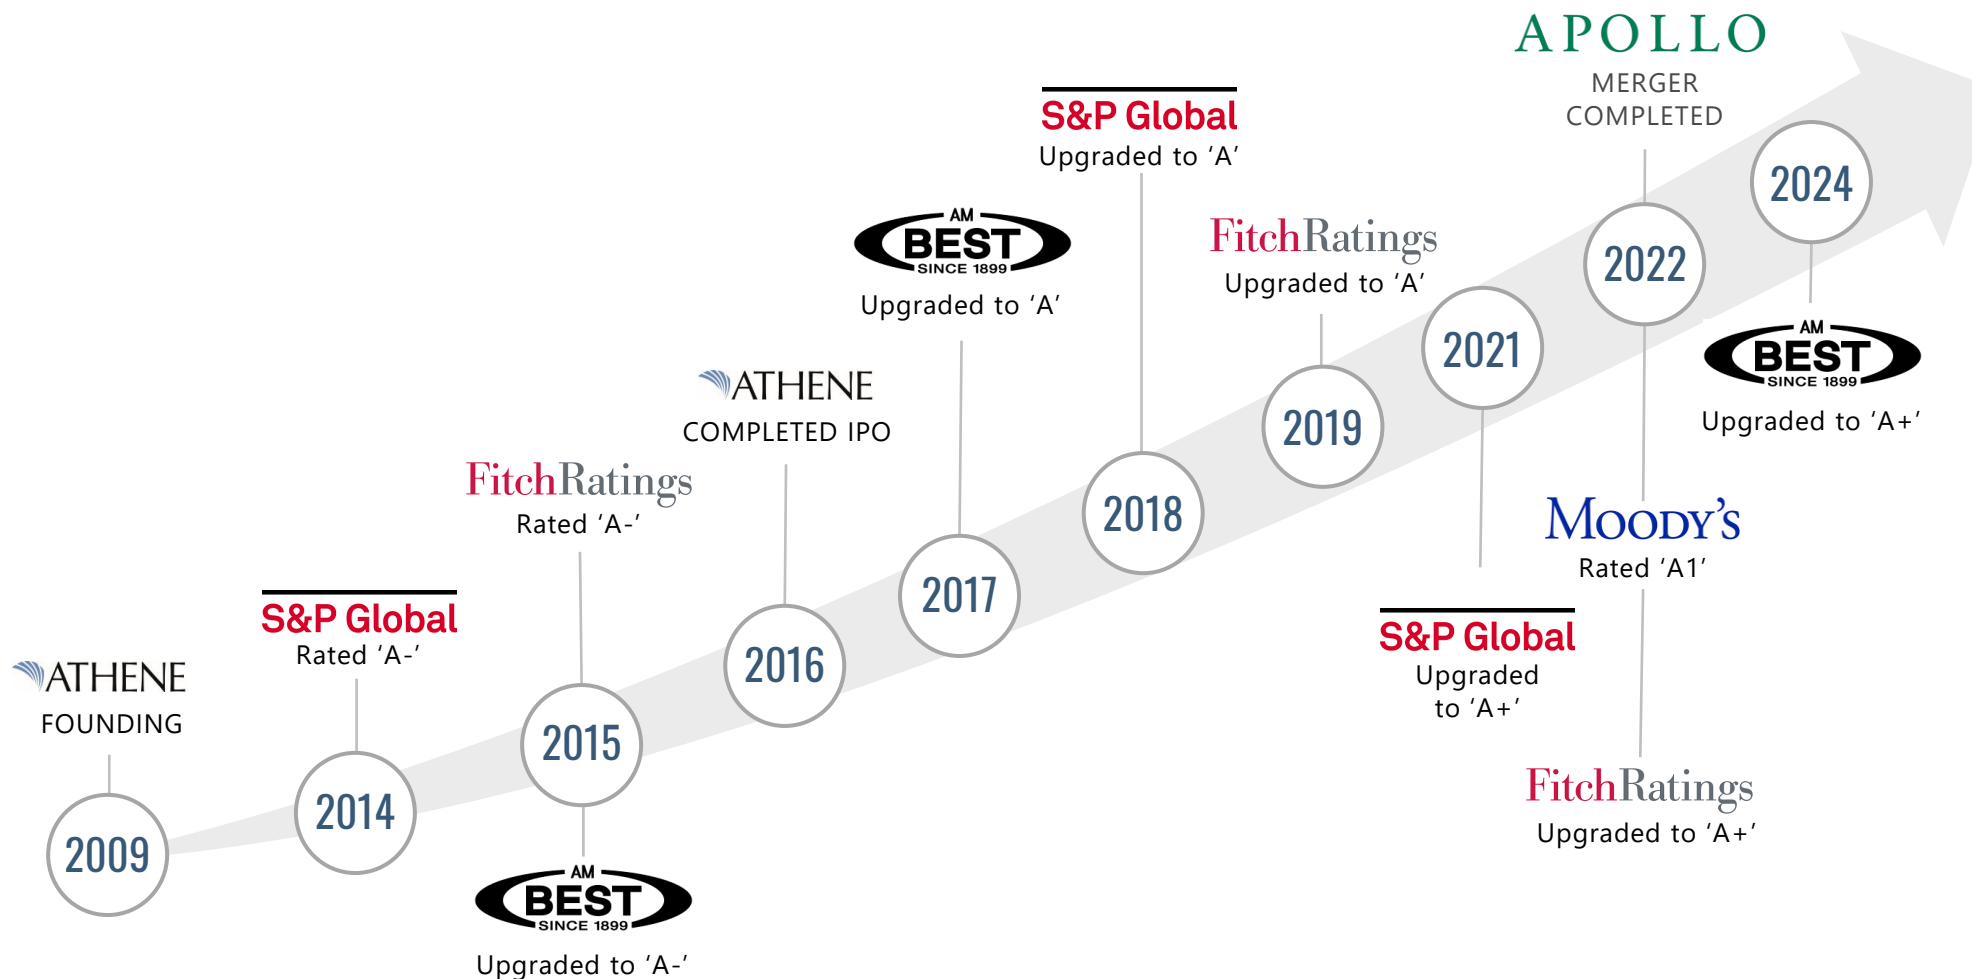 ATHENE
FOUNDING
2009
S&P Global
Rated ‘A-’
2014
FitchRatings
Rated ‘A-’
2015
AM
BEST
SINCE 1899
Upgraded to ‘A-’
ATHENE
COMPLETED IPO
2016
AM
BEST
SINCE 1899
Upgraded to ‘A’
2017
S&P Global
Upgraded to ‘A’
2018
FitchRatings
Upgraded to ‘A’
2019
2021
S&P Global
Upgraded
to ‘A+’
APOLLO
MERGER
COMPLETED
2022
MOODY’S
Rated ‘A1’
FitchRatings
Upgraded to ‘A+’
2024
AM
BEST
SINCE 1899
Upgraded to ‘A+’